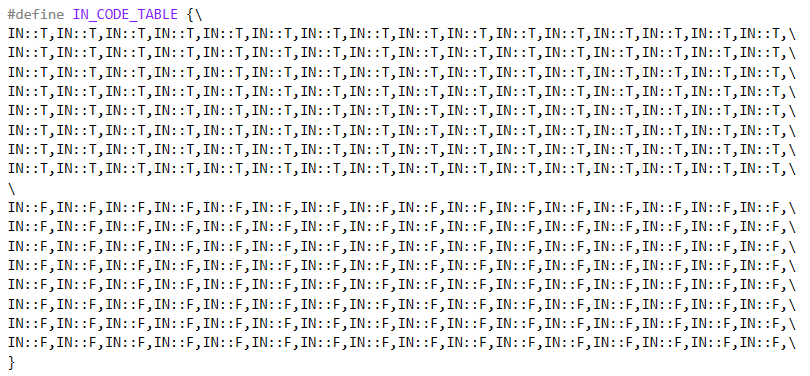 #define IN_CODE_TABLE {\
IN::T,IN::T,IN::T,IN::T,IN::T,IN::T,IN::T,IN::T,IN::T,IN::T,IN::T,IN::T,IN::T,IN::T,IN::T,IN::T,\
IN::T,IN::T,IN::T,IN::T,IN::T,IN::T,IN::T,IN::T,IN::T,IN::T,IN::T,IN::T,IN::T,IN::T,IN::T,IN::T,\
IN::T,IN::T,IN::T,IN::T,IN::T,IN::T,IN::T,IN::T,IN::T,IN::T,IN::T,IN::T,IN::T,IN::T,IN::T,IN::T,\
IN::T,IN::T,IN::T,IN::T,IN::T,IN::T,IN::T,IN::T,IN::T,IN::T,IN::T,IN::T,IN::T,IN::T,IN::T,IN::T,\
IN::T,IN::T,IN::T,IN::T,IN::T,IN::T,IN::T,IN::T,IN::T,IN::T,IN::T,IN::T,IN::T,IN::T,IN::T,IN::T,\
IN::T,IN::T,IN::T,IN::T,IN::T,IN::T,IN::T,IN::T,IN::T,IN::T,IN::T,IN::T,IN::T,IN::T,IN::T,IN::T,\
IN::T,IN::T,IN::T,IN::T,IN::T,IN::T,IN::T,IN::T,IN::T,IN::T,IN::T,IN::T,IN::T,IN::T,IN::T,IN::T,\
IN::T,IN::T,IN::T,IN::T,IN::T,IN::T,IN::T,IN::T,IN::T,IN::T,IN::T,IN::T,IN::T,IN::T,IN::T,IN::T,\
\
IN::F,IN::F,IN::F,IN::F,IN::F,IN::F,IN::F,IN::F,IN::F,IN::F,IN::F,IN::F,IN::F,IN::F,IN::F,IN::F,\
IN::F,IN::F,IN::F,IN::F,IN::F,IN::F,IN::F,IN::F,IN::F,IN::F,IN::F,IN::F,IN::F,IN::F,IN::F,IN::F,\
IN::F,IN::F,IN::F,IN::F,IN::F,IN::F,IN::F,IN::F,IN::F,IN::F,IN::F,IN::F,IN::F,IN::F,IN::F,IN::F,\
IN::F,IN::F,IN::F,IN::F,IN::F,IN::F,IN::F,IN::F,IN::F,IN::F,IN::F,IN::F,IN::F,IN::F,IN::F,IN::F,\
IN::F,IN::F,IN::F,IN::F,IN::F,IN::F,IN::F,IN::F,IN::F,IN::F,IN::F,IN::F,IN::F,IN::F,IN::F,IN::F,\
IN::F,IN::F,IN::F,IN::F,IN::F,IN::F,IN::F,IN::F,IN::F,IN::F,IN::F,IN::F,IN::F,IN::F,IN::F,IN::F,\
IN::F,IN::F,IN::F,IN::F,IN::F,IN::F,IN::F,IN::F,IN::F,IN::F,IN::F,IN::F,IN::F,IN::F,IN::F,IN::F,\
IN::F,IN::F,IN::F,IN::F,IN::F,IN::F,IN::F,IN::F,IN::F,IN::F,IN::F,IN::F,IN::F,IN::F,IN::F,IN::F,\
}